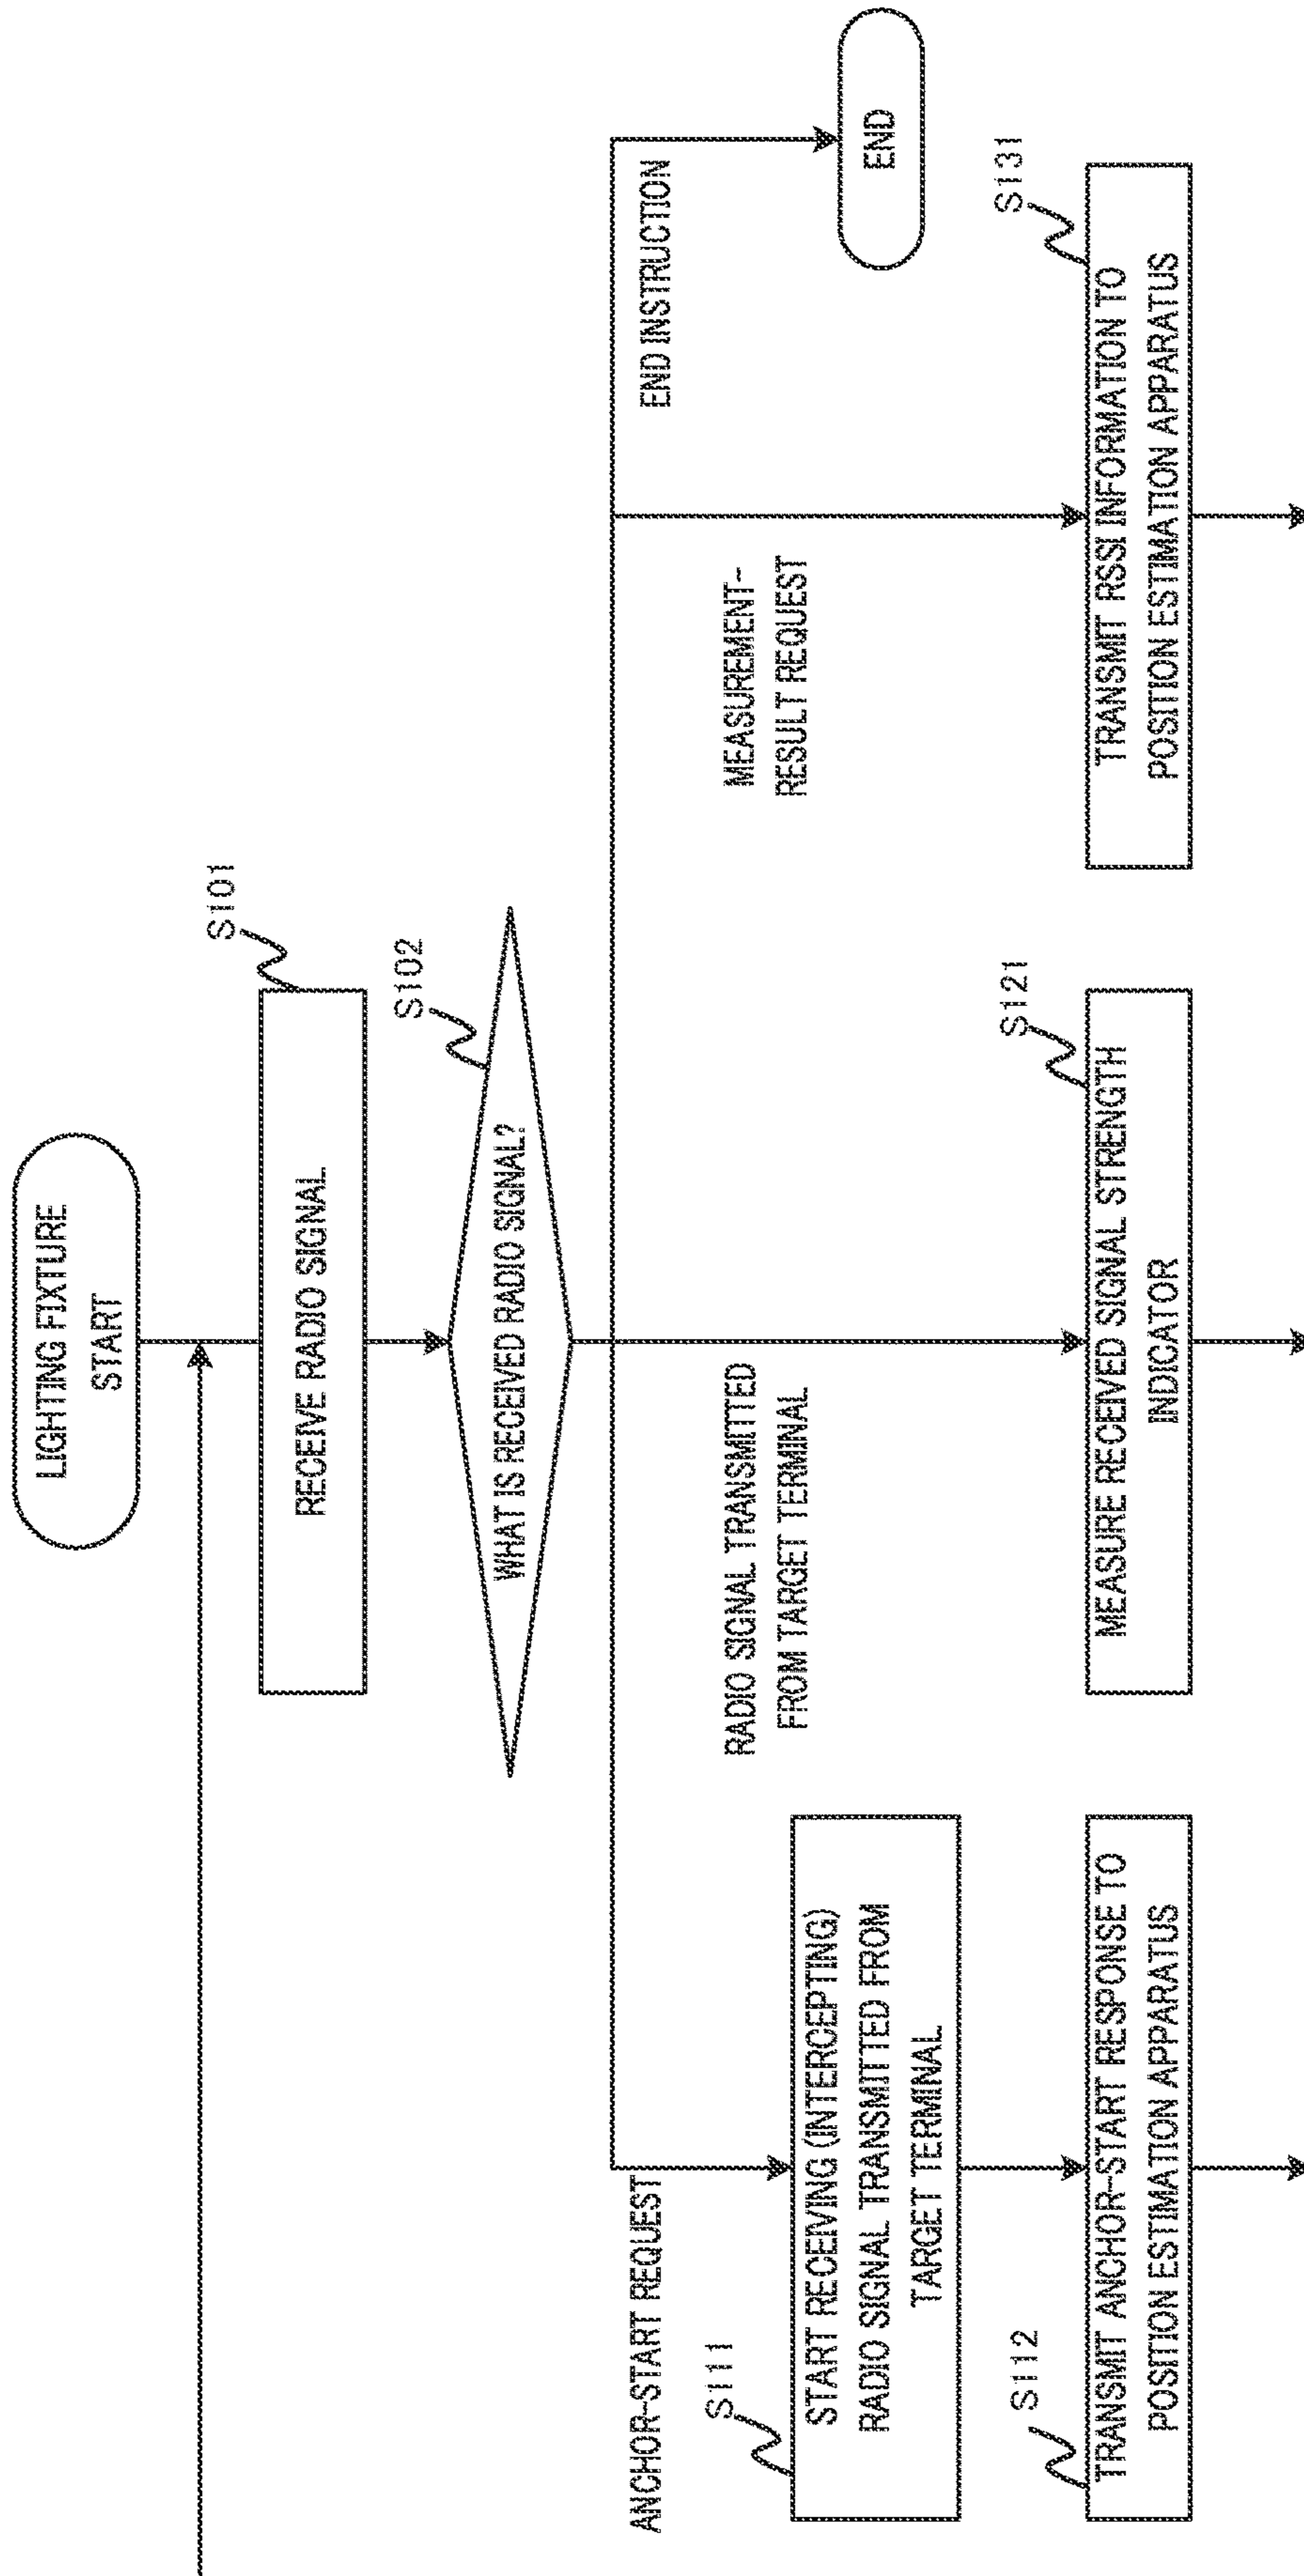 LIGHTING FIXTURE
START
S101
RECEIVE RADIO SIGNAL
S102
WHAT IS RECEIVED RADIO SIGNAL?
ANCHOR-START REQUEST
END INSTRUCTION
END
S111
START RECEIVING (INTERCEPTING)
RADIO SIGNAL TRANSMITTED FROM
TARGET TERMINAL
RADIO SIGNAL TRANSMITTED
FROM TARGET TERMINAL
MEASUREMENT-
RESULT REQUEST
S112
TRANSMIT ANCHOR-START RESPONSE TO
POSITION ESTIMATION APPARATUS
S121
MEASURE RECEIVED SIGNAL STRENGTH
INDICATOR
S131
TRANSMIT RSSI INFORMATION TO
POSITION ESTIMATION APPARATUS